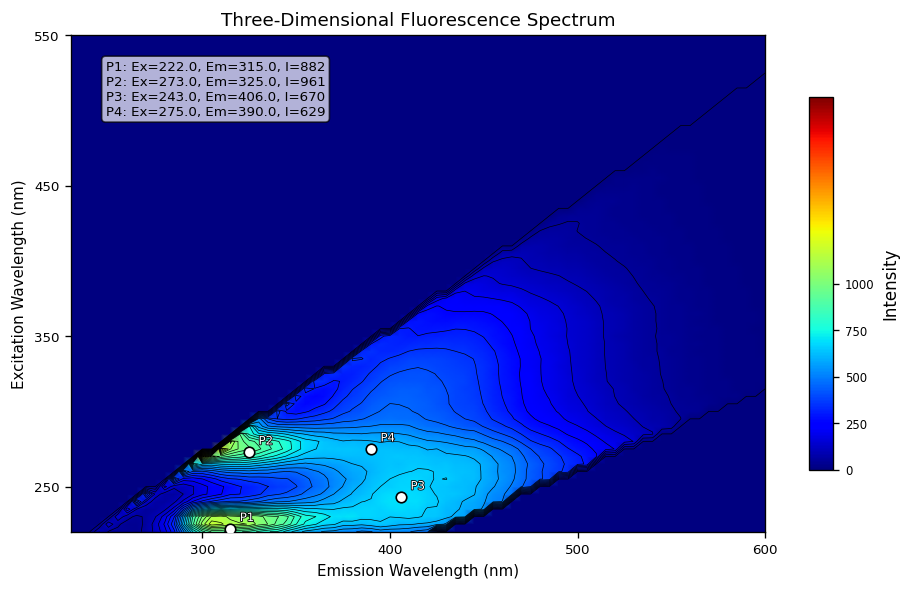 Three-Dimensional Fluorescence Spectrum
550
450
350
250
Excitation Wavelength (nm)
P1: Ex=222.0, Em=315.0, I=882
P2: Ex=273.0, Em=325.0, I=961
P3: Ex=243.0, Em=406.0, I=670
P4: Ex=275.0, Em=390.0, I=629
P2
P4
P3
P1
300
400
500
600
Emission Wavelength (nm)
1000
750
500
250
0
Intensity